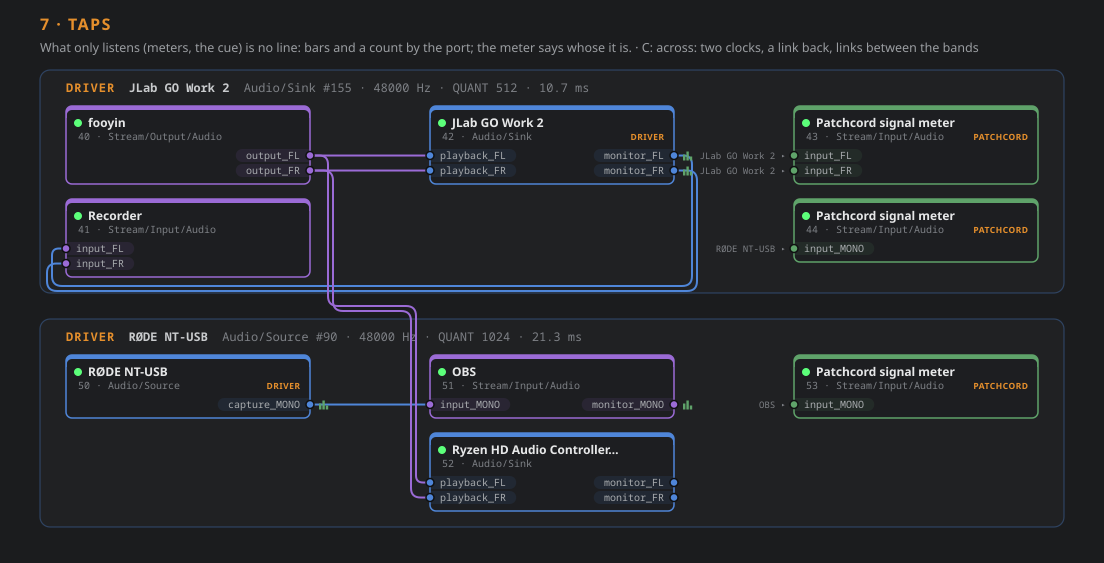 7 · TAPS
What only listens (meters, the cue) is no line: bars and a count by the port; the meter says whose it is. · C: across: two clocks, a link back, links between the bands
DRIVER JLab GO Work 2 Audio/Sink #155 · 48000 Hz · QUANT 512 · 10.7 ms
fooyin
40 · Stream/Output/Audio
output_FL
output_FR
JLab GO Work 2
42 · Audio/Sink
DRIVER
playback_FL
monitor_FL
playback_FR
monitor_FR
Patchcord signal meter
43 · Stream/Input/Audio
PATCHCORD
JLab GO Work 2 •
input_FL
JLab GO Work 2 •
input_FR
Recorder
41 · Stream/Input/Audio
input_FL
input_FR
Patchcord signal meter
44 · Stream/Input/Audio
PATCHCORD
RØDE NT-USB •
input_MONO
DRIVER RØDE NT-USB Audio/Source #90 · 48000 Hz · QUANT 1024 · 21.3 ms
RØDE NT-USB
50 · Audio/Source
DRIVER
capture_MONO
OBS
51 · Stream/Input/Audio
input_MONO
monitor_MONO
Patchcord signal meter
53 · Stream/Input/Audio
PATCHCORD
OBS •
input_MONO
Ryzen HD Audio Controller...
52 · Audio/Sink
playback_FL
monitor_FL
playback_FR
monitor_FR